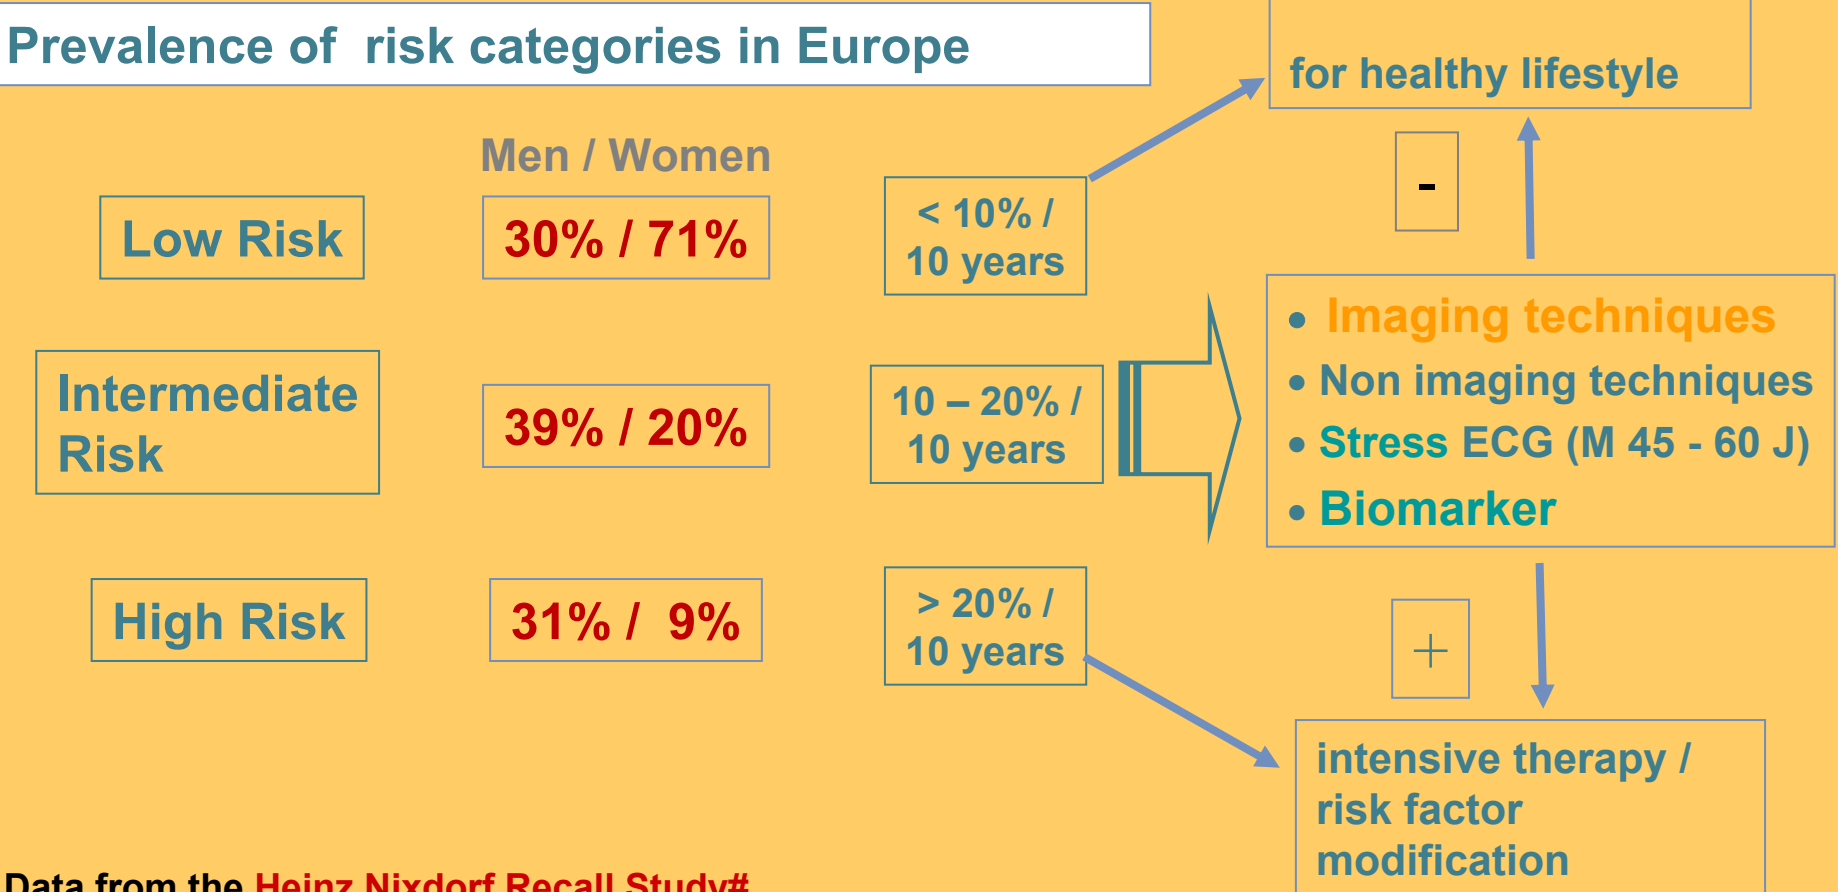 Prevalence of risk categories in Europe
for healthy lifestyle
Men / Women
-
Low Risk
30% / 71%
< 10% /
10 years
Intermediate
Risk
39% / 20%
10 – 20% /
10 years
• Imaging techniques
• Non imaging techniques
• Stress ECG (M 45 - 60 J)
• Biomarker
High Risk
31% / 9%
> 20% /
10 years
+
intensive therapy /
risk factor
modification
Data from the Heinz Nixdorf Recall Study#